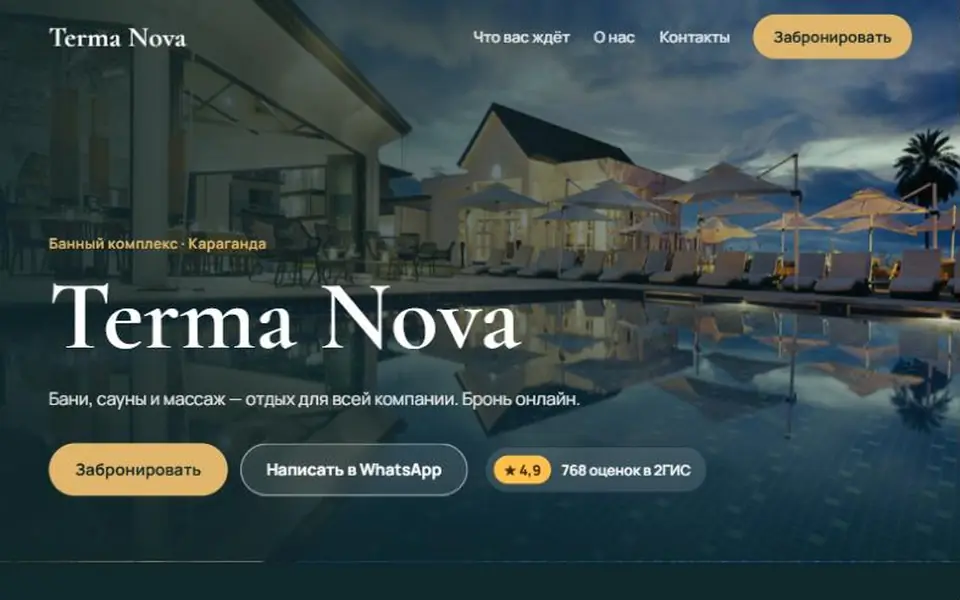 Terma Nova
Что вас ждёт
О нас
Контакты
Забронировать
Банный комплекс · Караганда
Terma Nova
Бани, сауны и массаж — отдых для всей компании. Бронь онлайн.
Забронировать
Написать в WhatsApp
★ 4,9
768 оценок в 2ГИС